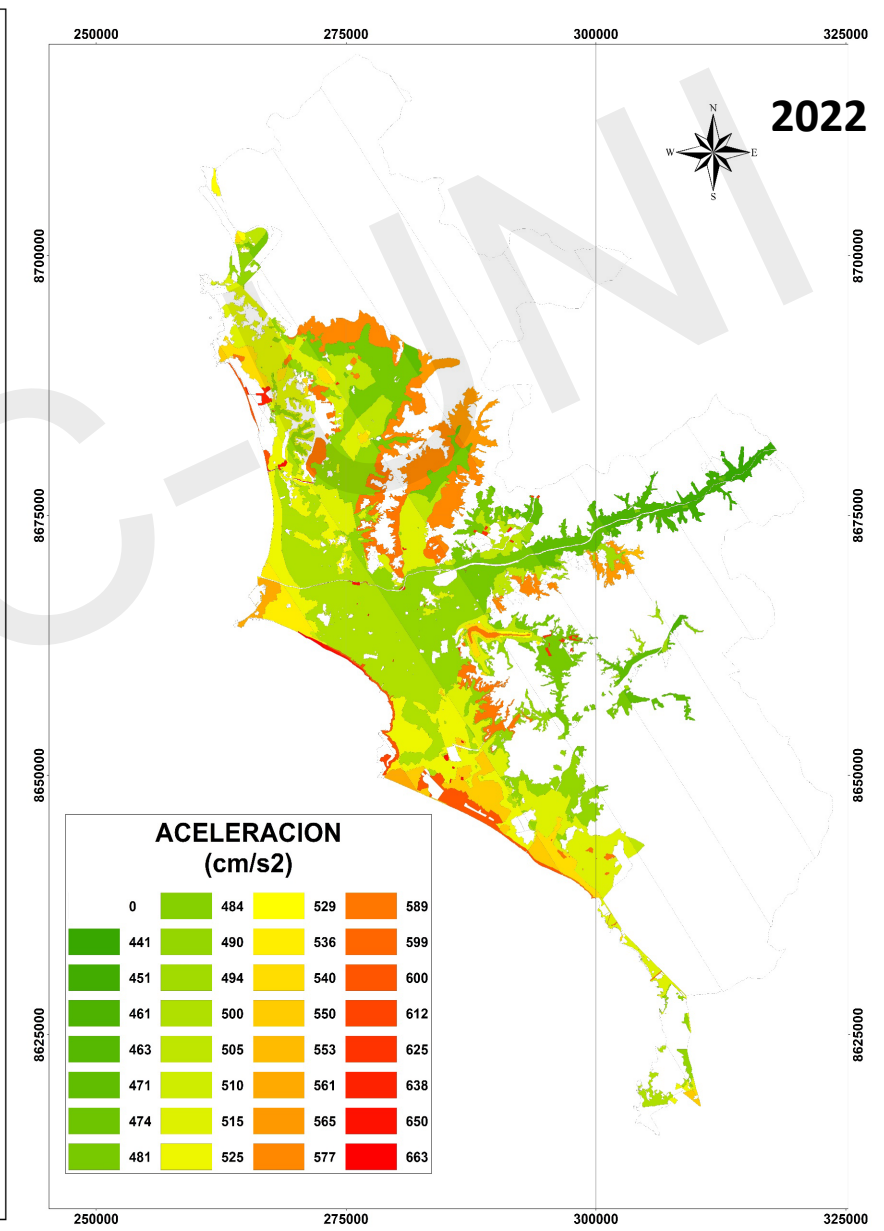 250000 275000 300000 325000
2022
N
W E
S
8700000 8700000
8675000 8675000
8650000 8650000
8625000 8625000
C-UNI
ACELERACION
(cm/s2)
0 484 529 589
441 490 536 599
451 494 540 600
461 500 550 612
463 505 553 625
471 510 561 638
474 515 565 650
481 525 577 663
250000 275000 300000 325000